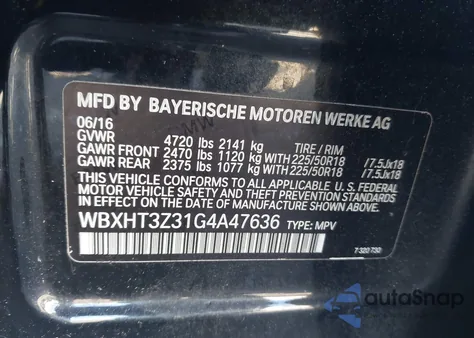 MFD BY BAYERISCHE MOTOREN WERKE AG
06/16
GVWR 4720 lbs 2141 kg TIRE / RIM
GAWR FRONT 2470 lbs 1120 kg WITH 225/50R18 /7.5Jx18
GAWR REAR 2375 lbs 1077 kg WITH 225/50R18 /7.5Jx18
THIS VEHICLE CONFORMS TO ALL APPLICABLE U.S. FEDERAL
MOTOR VEHICLE SAFETY, BUMPER, AND THEFT PREVENTION
STANDARDS IN EFFECT ON THE
DATE OF MANUFACTURE SHOWN ABOVE.
WBXHT3Z31G4A47636 TYPE: MPV
7 320 730
autoSnap